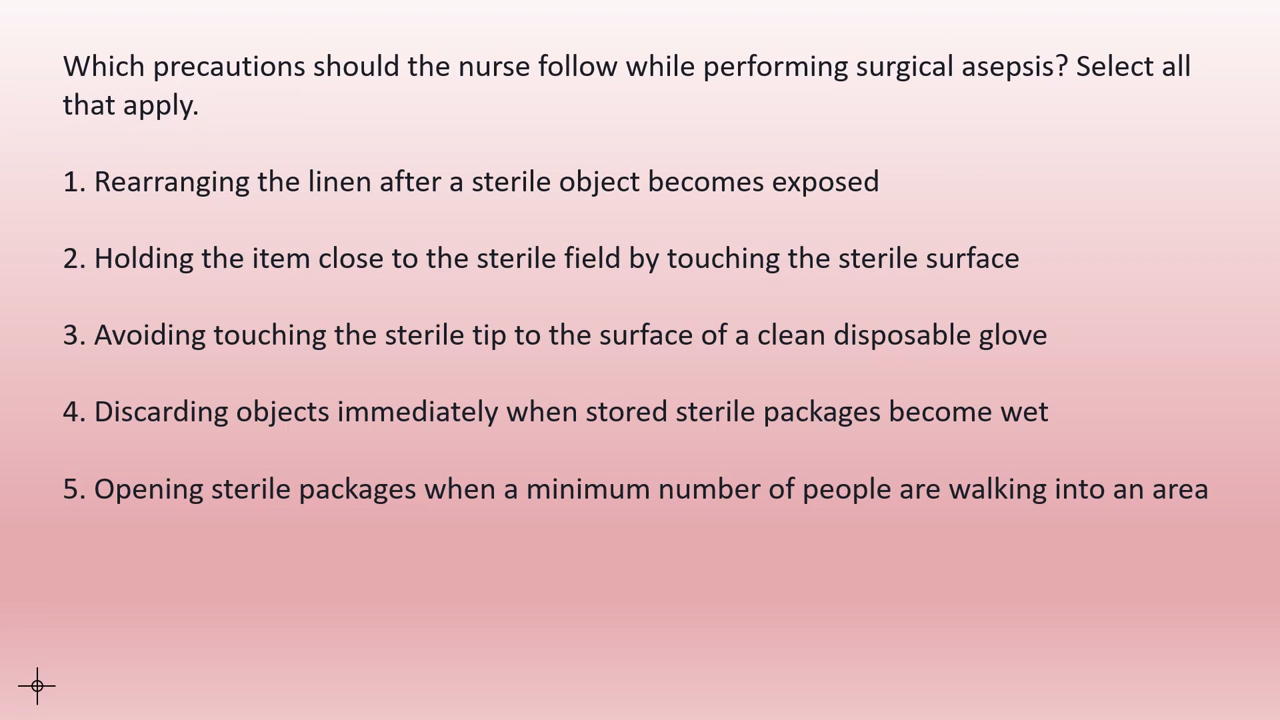 Which precautions should the nurse follow while performing surgical asepsis? Select all
that apply.
1. Rearranging the linen after a sterile object becomes exposed
2. Holding the item close to the sterile field by touching the sterile surface
3. Avoiding touching the sterile tip to the surface of a clean disposable glove
4. Discarding objects immediately when stored sterile packages become wet
5. Opening sterile packages when a minimum number of people are walking into an area